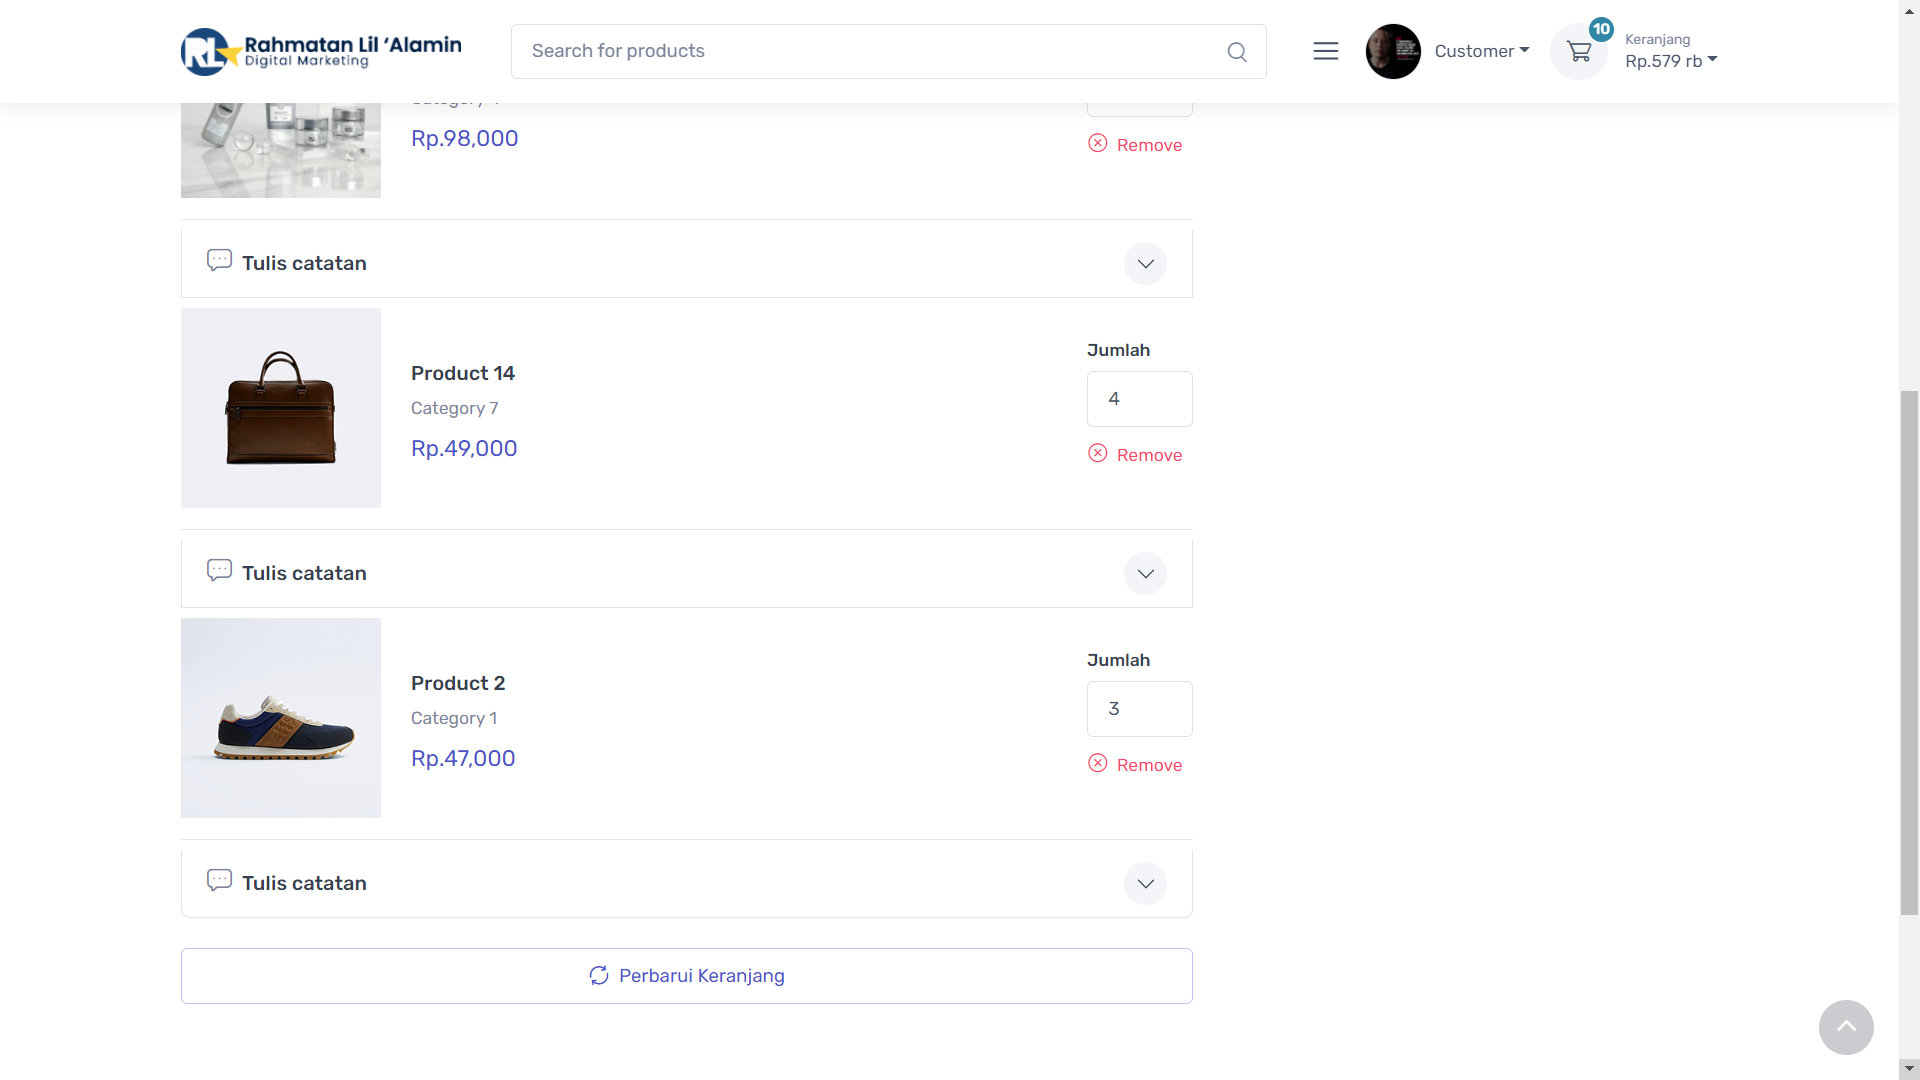 Rahmatan Lil ‘Alamin
Digital Marketing
Search for products
Customer
10
Keranjang
Rp.579 rb
Rp.98,000
Remove
Tulis catatan
Product 14
Category 7
Rp.49,000
Jumlah
4
Remove
Tulis catatan
Product 2
Category 1
Rp.47,000
Jumlah
3
Remove
Tulis catatan
Perbarui Keranjang